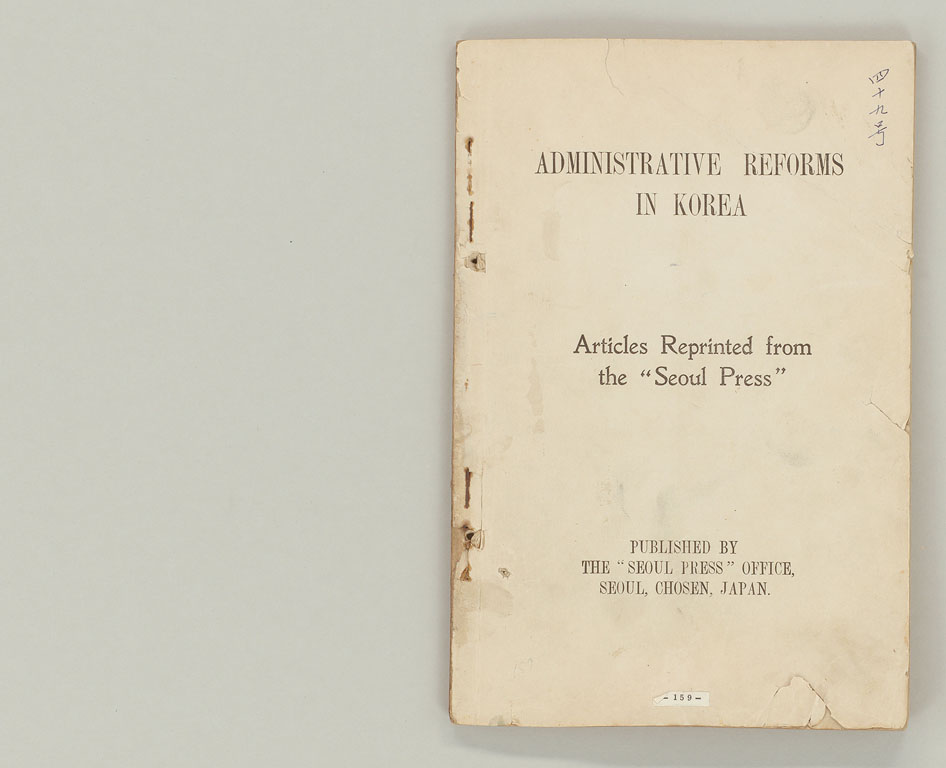 四十九号
ADMINISTRATIVE REFORMS
IN KOREA
Articles Reprinted from
the “Seoul Press”
PUBLISHED BY
THE “SEOUL PRESS” OFFICE,
SEOUL, CHOSEN, JAPAN.
– 159 –